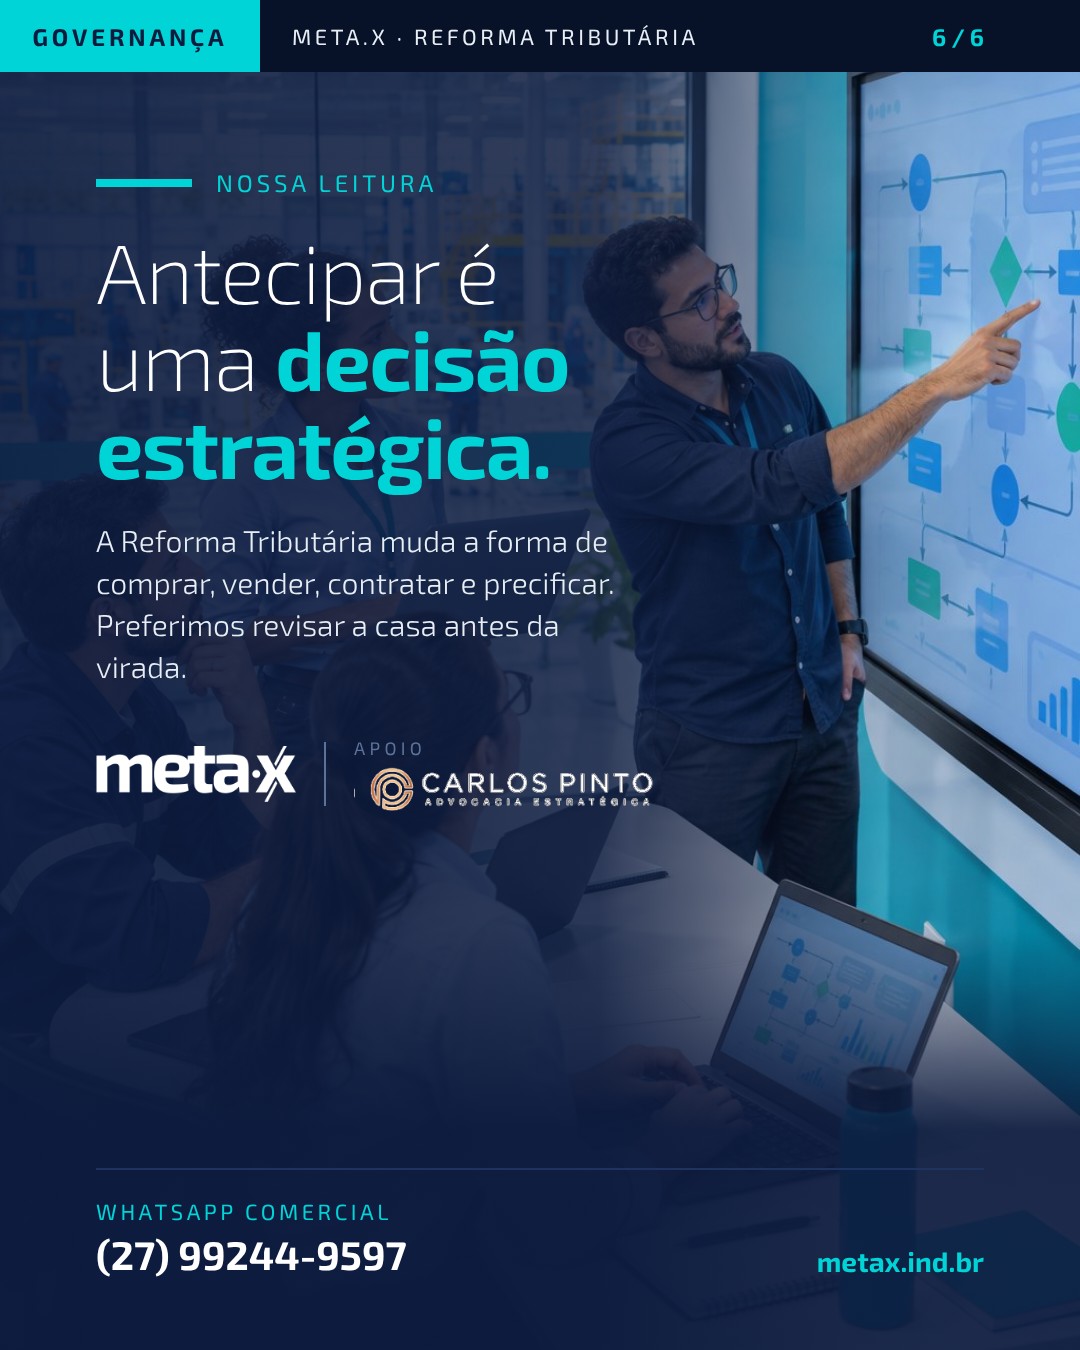 GOVERNANÇA
META.X · REFORMA TRIBUTÁRIA
6/6
NOSSA LEITURA
Antecipar é
uma decisão
estratégica.
A Reforma Tributária muda a forma de
comprar, vender, contratar e precificar.
Preferimos revisar a casa antes da
virada.
meta·x
APOIO
CARLOS PINTO
ADVOCACIA ESTRATÉGICA
WHATSAPP COMERCIAL
(27) 99244-9597
metax.ind.br